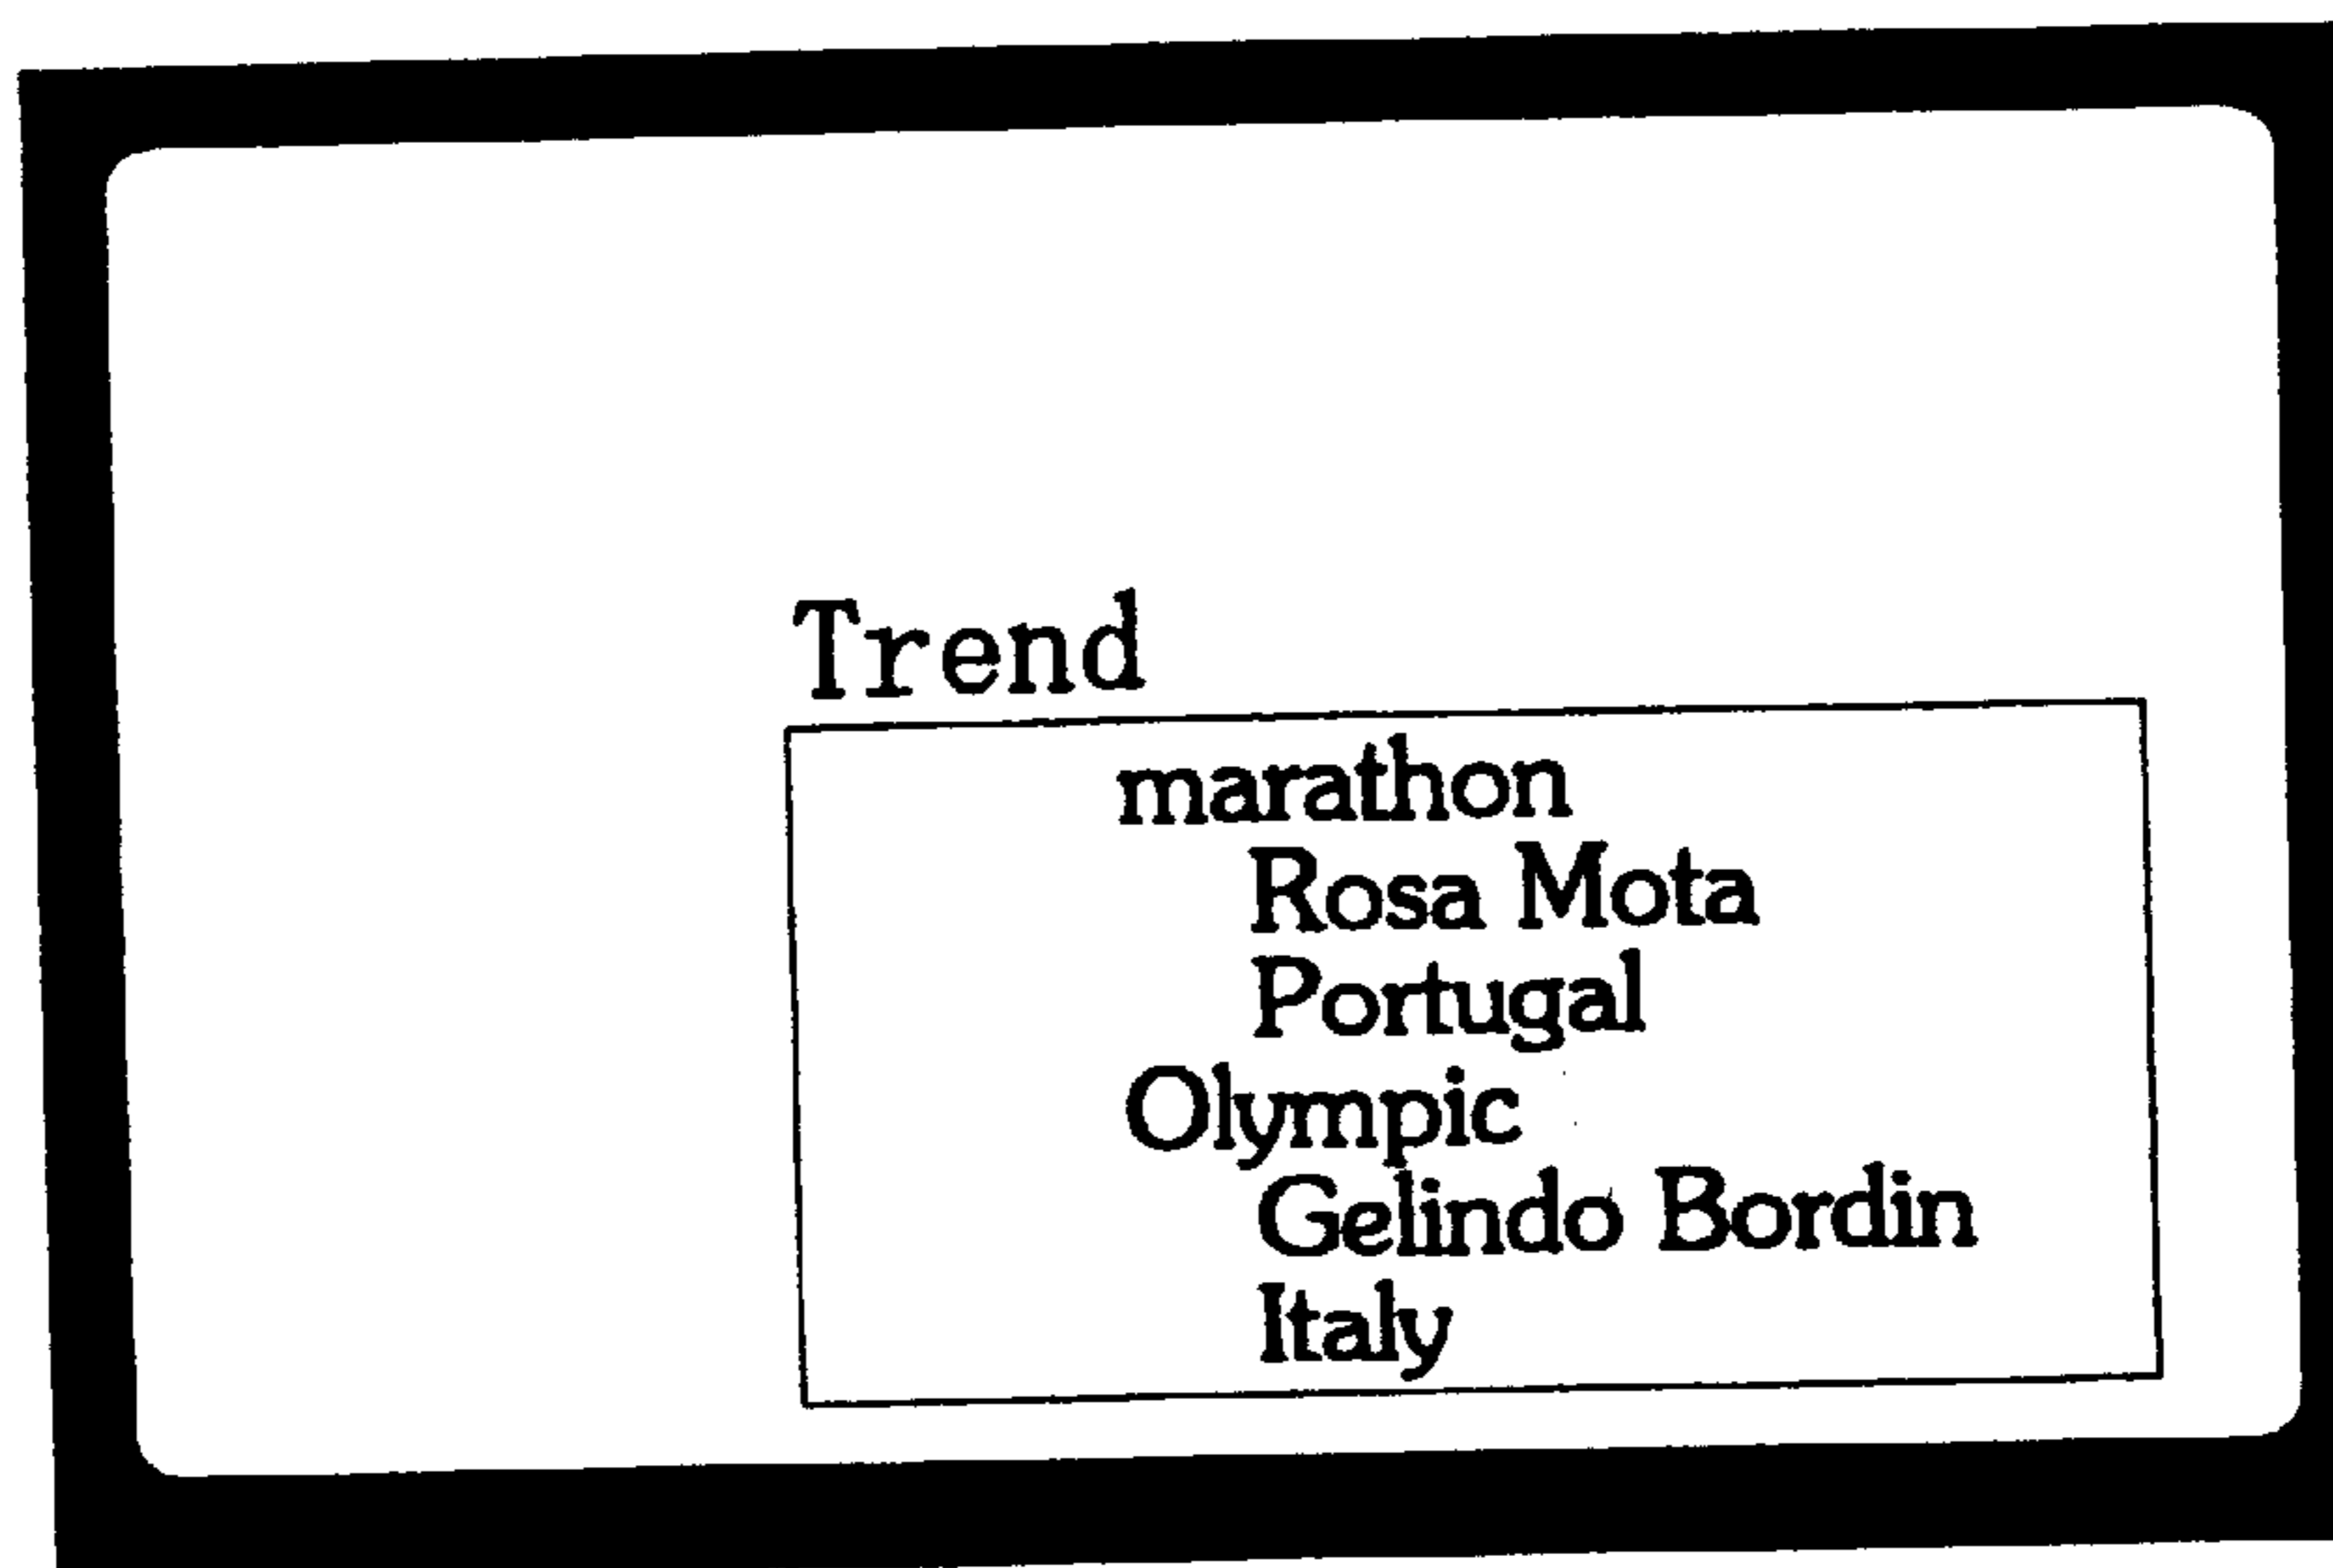 Trend
marathon
Rosa Mota
Portugal
Olympic
Gelindo Bordin
Italy